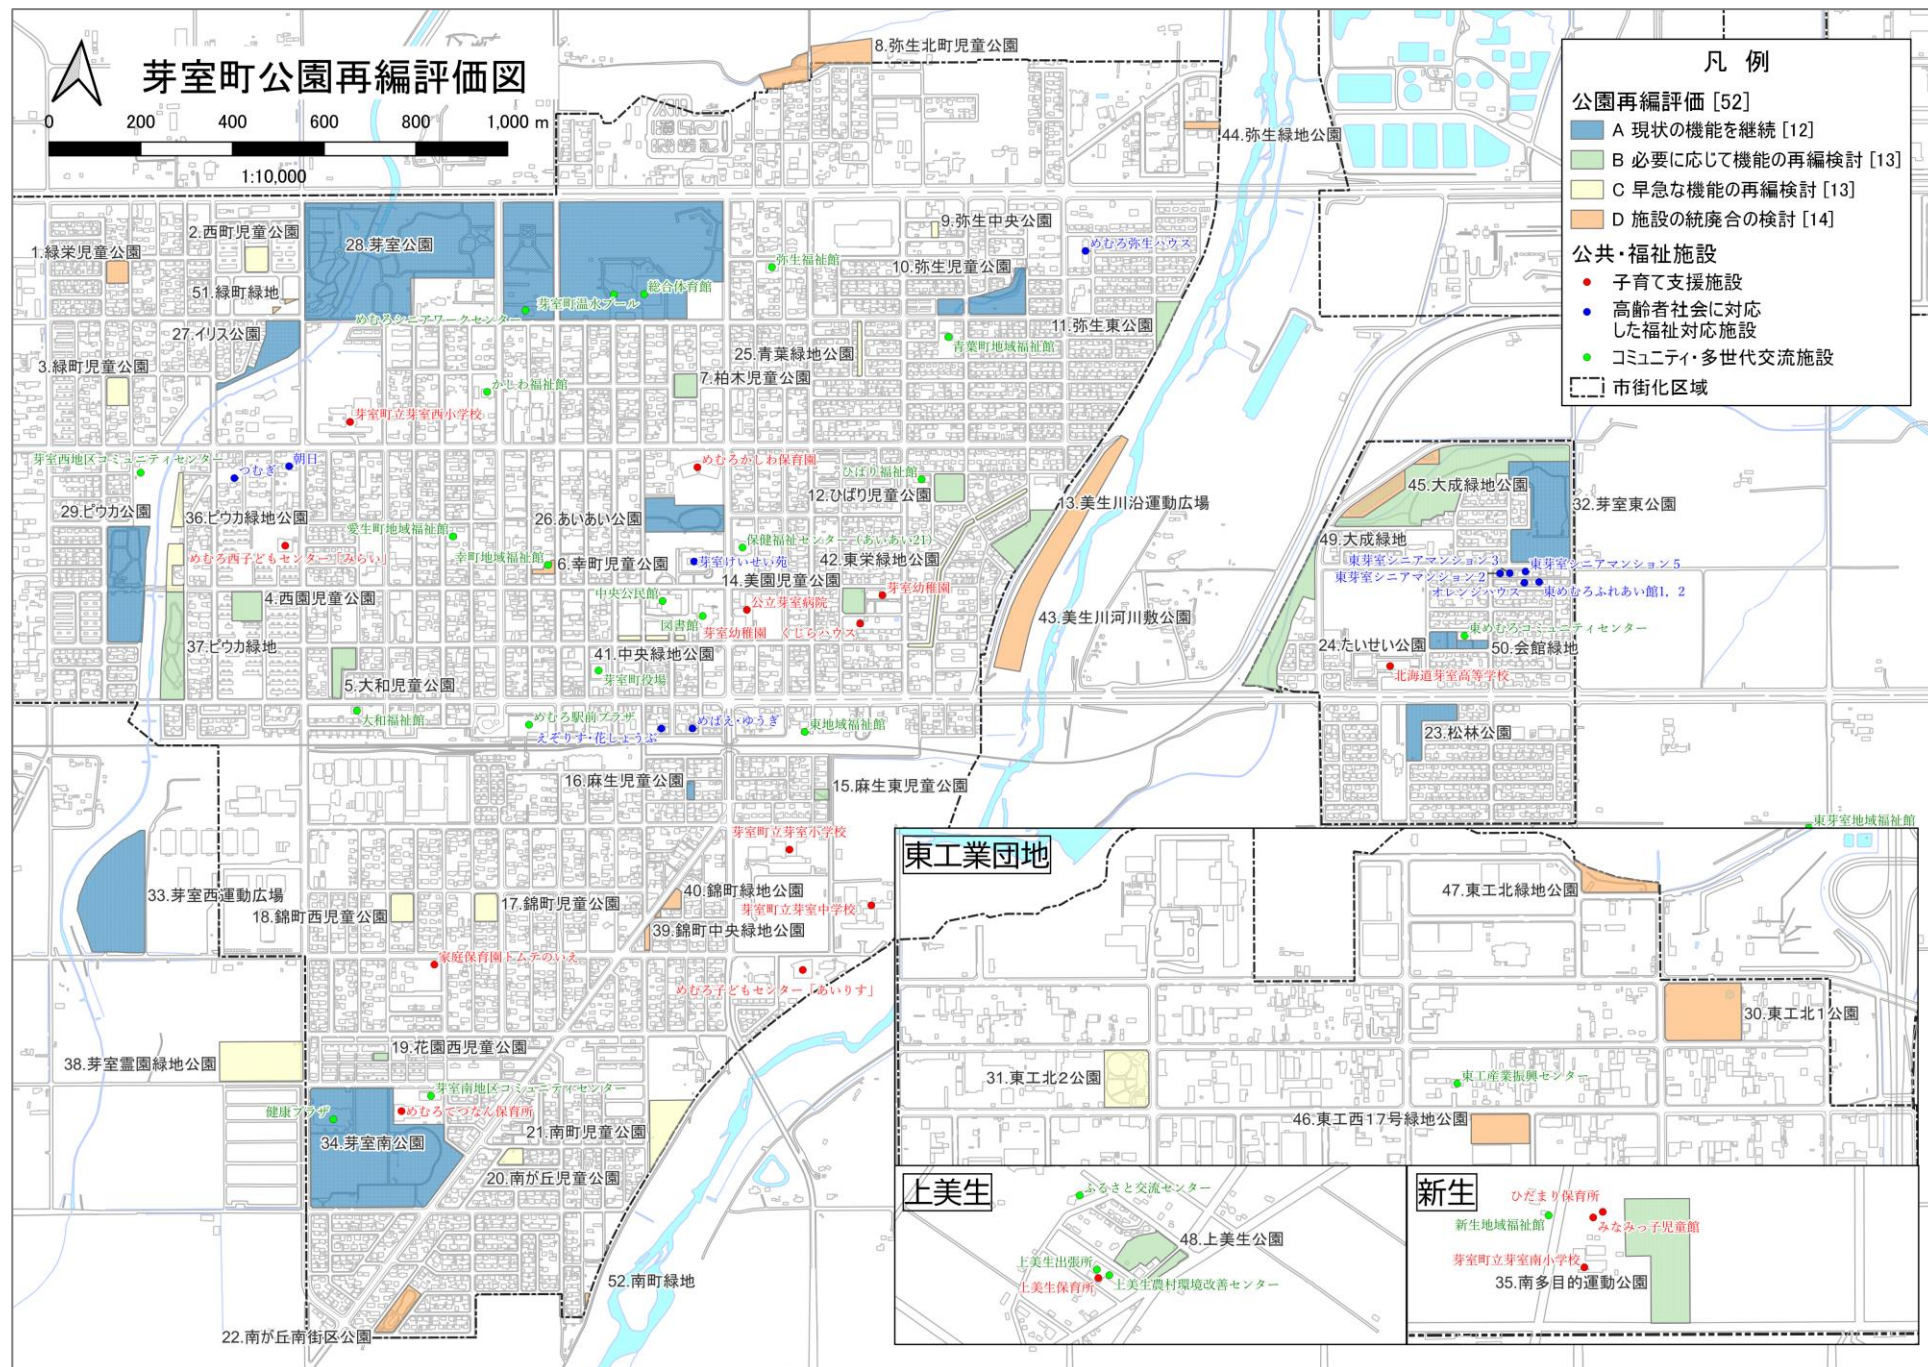 芽室町公園再編評価図
0 200 400 600 800 1,000 m
1:10,000
凡 例
公園再編評価 [52]
A 現状の機能を継続 [12]
B 必要に応じて機能の再編検討 [13]
C 早急な機能の再編検討 [13]
D 施設の統廃合の検討 [14]
公共・福祉施設
子育て支援施設
高齢者社会に対応
した福祉対応施設
コミュニティ・多世代交流施設
市街化区域
8.弥生北町児童公園
44.弥生緑地公園
2.西町児童公園
1.緑栄児童公園
28.芽室公園
9.弥生中央公園
めむろ弥生ハウス
弥生福祉館
10.弥生児童公園
51.緑町緑地
総合体育館
芽室町温水プール
めむろシニアワークセンター
27.イリス公園
11.弥生東公園
青葉町地域福祉館
25.青葉緑地公園
3.緑町児童公園
7.柏木児童公園
かしわ福祉館
芽室町立芽室西小学校
芽室西地区コミュニティセンター
朝日
つむぎ
めむろかしわ保育園
ひばり福祉館
12.ひばり児童公園
13.美生川沿運動広場
45.大成緑地公園
32.芽室東公園
29.ピウカ公園
36.ピウカ緑地公園
26.あいあい公園
愛生町地域福祉館
保健福祉センター（あいあい21）
49.大成緑地
めむろ西子どもセンター「みらい」
幸町地域福祉館
6.幸町児童公園
芽室けいせい苑
42.東栄緑地公園
東芽室シニアマンション3
東芽室シニアマンション5
東芽室シニアマンション2
オレンジハウス
東めむろふれあい館1，2
14.美園児童公園
芽室幼稚園
4.西園児童公園
中央公民館
公立芽室病院
図書館
芽室幼稚園 くじらハウス
43.美生川河川敷公園
東めむろコミュニティセンター
24.たいせい公園
50.会館緑地
37.ピウカ緑地
41.中央緑地公園
芽室町役場
北海道芽室高等学校
5.大和児童公園
大和福祉館
めむろ駅前プラザ
めばえ・ゆうぎ
えぞりす・花しょうぶ
東地域福祉館
23.松林公園
16.麻生児童公園
15.麻生東児童公園
東芽室地域福祉館
芽室町立芽室小学校
33.芽室西運動広場
18.錦町西児童公園
17.錦町児童公園
40.錦町緑地公園
芽室町立芽室中学校
39.錦町中央緑地公園
家庭保育園トムテのいえ
めむろ子どもセンター「あいりす」
38.芽室霊園緑地公園
19.花園西児童公園
芽室南地区コミュニティセンター
健康プラザ
めむろてつなん保育所
34.芽室南公園
21.南町児童公園
20.南が丘児童公園
52.南町緑地
22.南が丘南街区公園
東工業団地
47.東工北緑地公園
30.東工北1公園
31.東工北2公園
東工産業振興センター
46.東工西17号緑地公園
上美生
ふるさと交流センター
48.上美生公園
上美生出張所
上美生保育所
上美生農村環境改善センター
新生
ひだまり保育所
新生地域福祉館
みなみっ子児童館
芽室町立芽室南小学校
35.南多目的運動公園